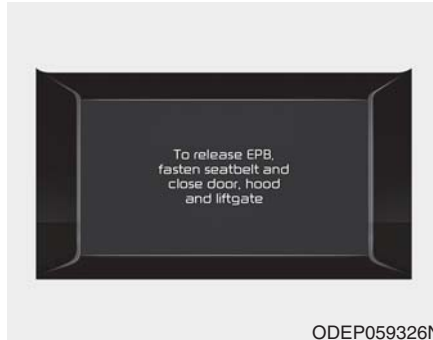 To release EPB,
fasten seatbelt and
close door, hood
and liftgate
ODEP059326N